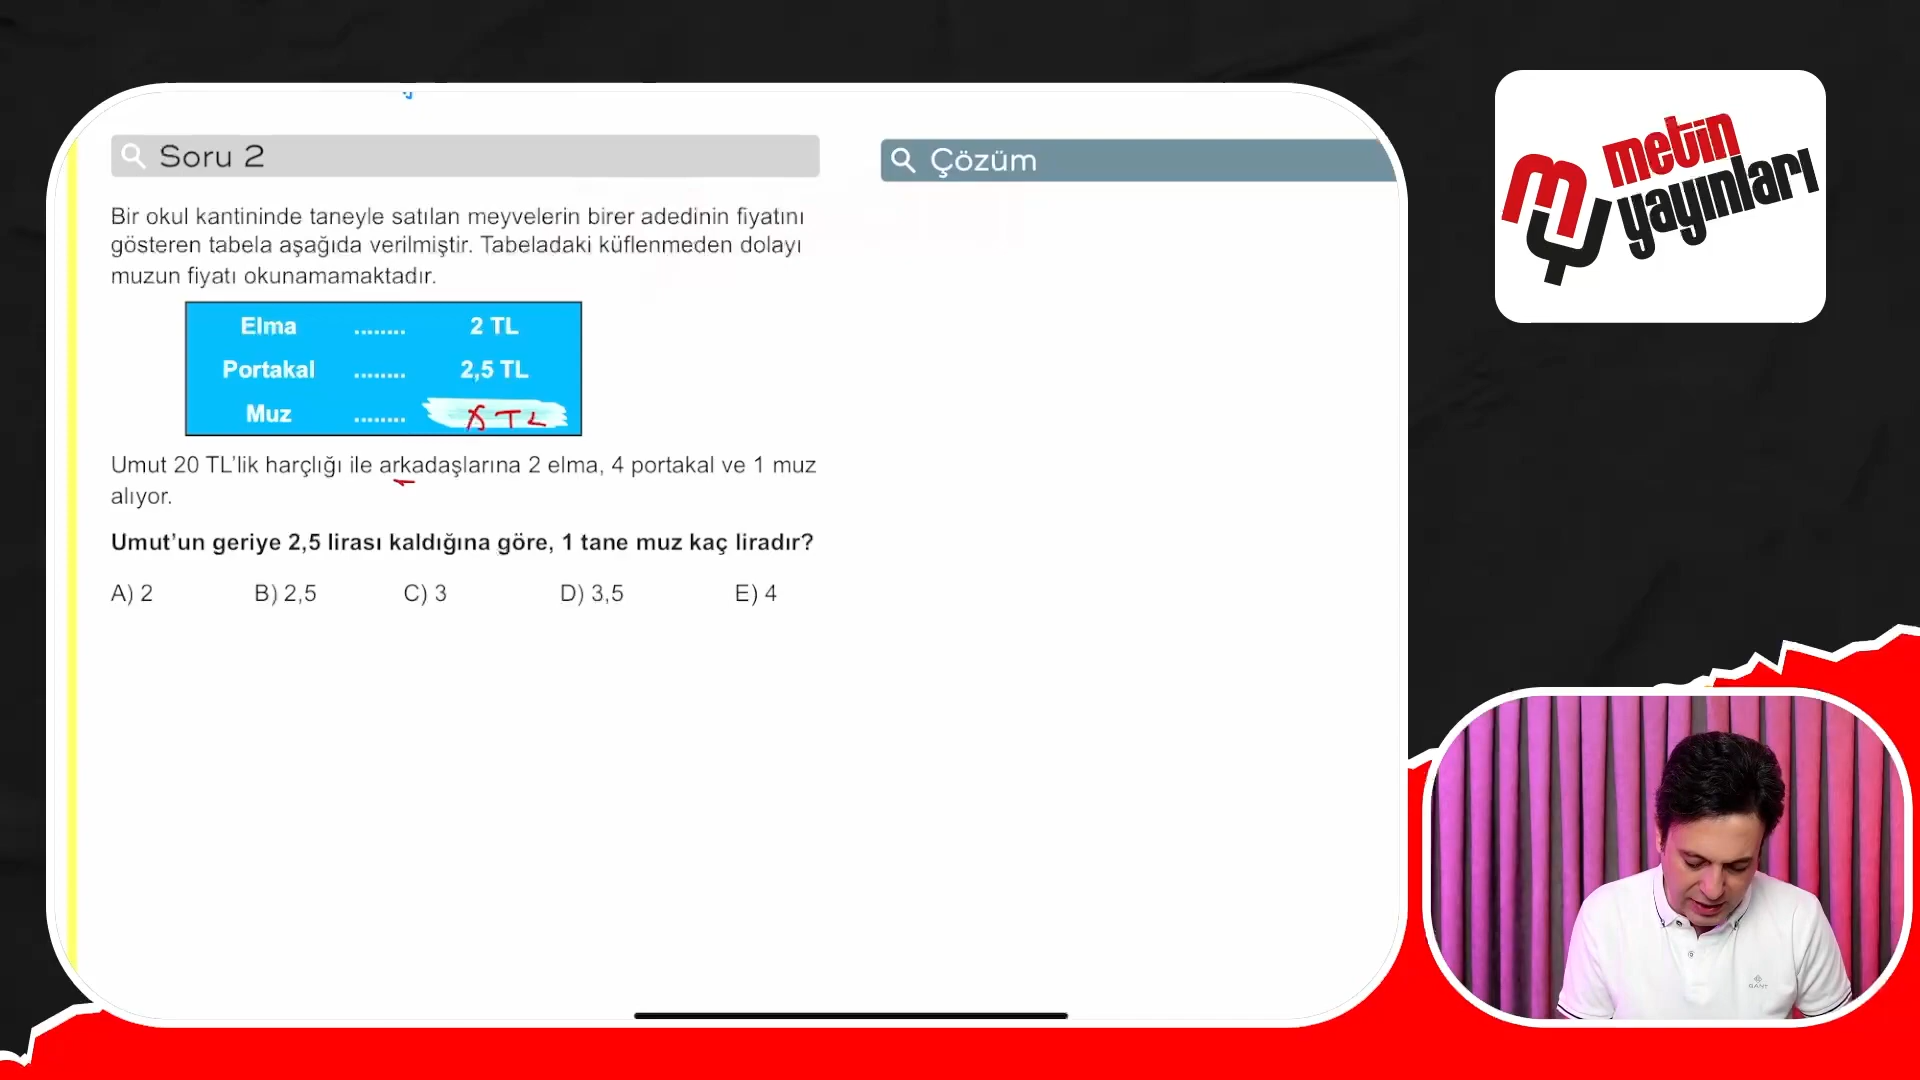 Soru 2
Bir okul kantininde taneyle satılan meyvelerin birer adedinin fiyatını
gösteren tabela aşağıda verilmiştir. Tabeladaki küflenmeden dolayı
muzun fiyatı okunamamaktadır.
Elma ........ 2 TL
Portakal ........ 2,5 TL
Muz ........ x TL
Umut 20 TL'lik harçlığı ile arkadaşlarına 2 elma, 4 portakal ve 1 muz
alıyor.
Umut'un geriye 2,5 lirası kaldığına göre, 1 tane muz kaç liradır?
A) 2 B) 2,5 C) 3 D) 3,5 E) 4
Çözüm
metin
yayınları
GANT